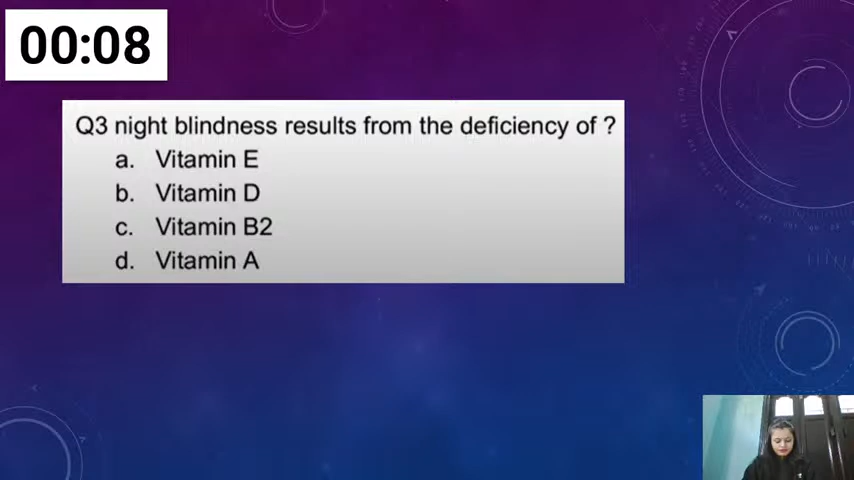 00:08
Q3 night blindness results from the deficiency of ?
a. Vitamin E
b. Vitamin D
c. Vitamin B2
d. Vitamin A